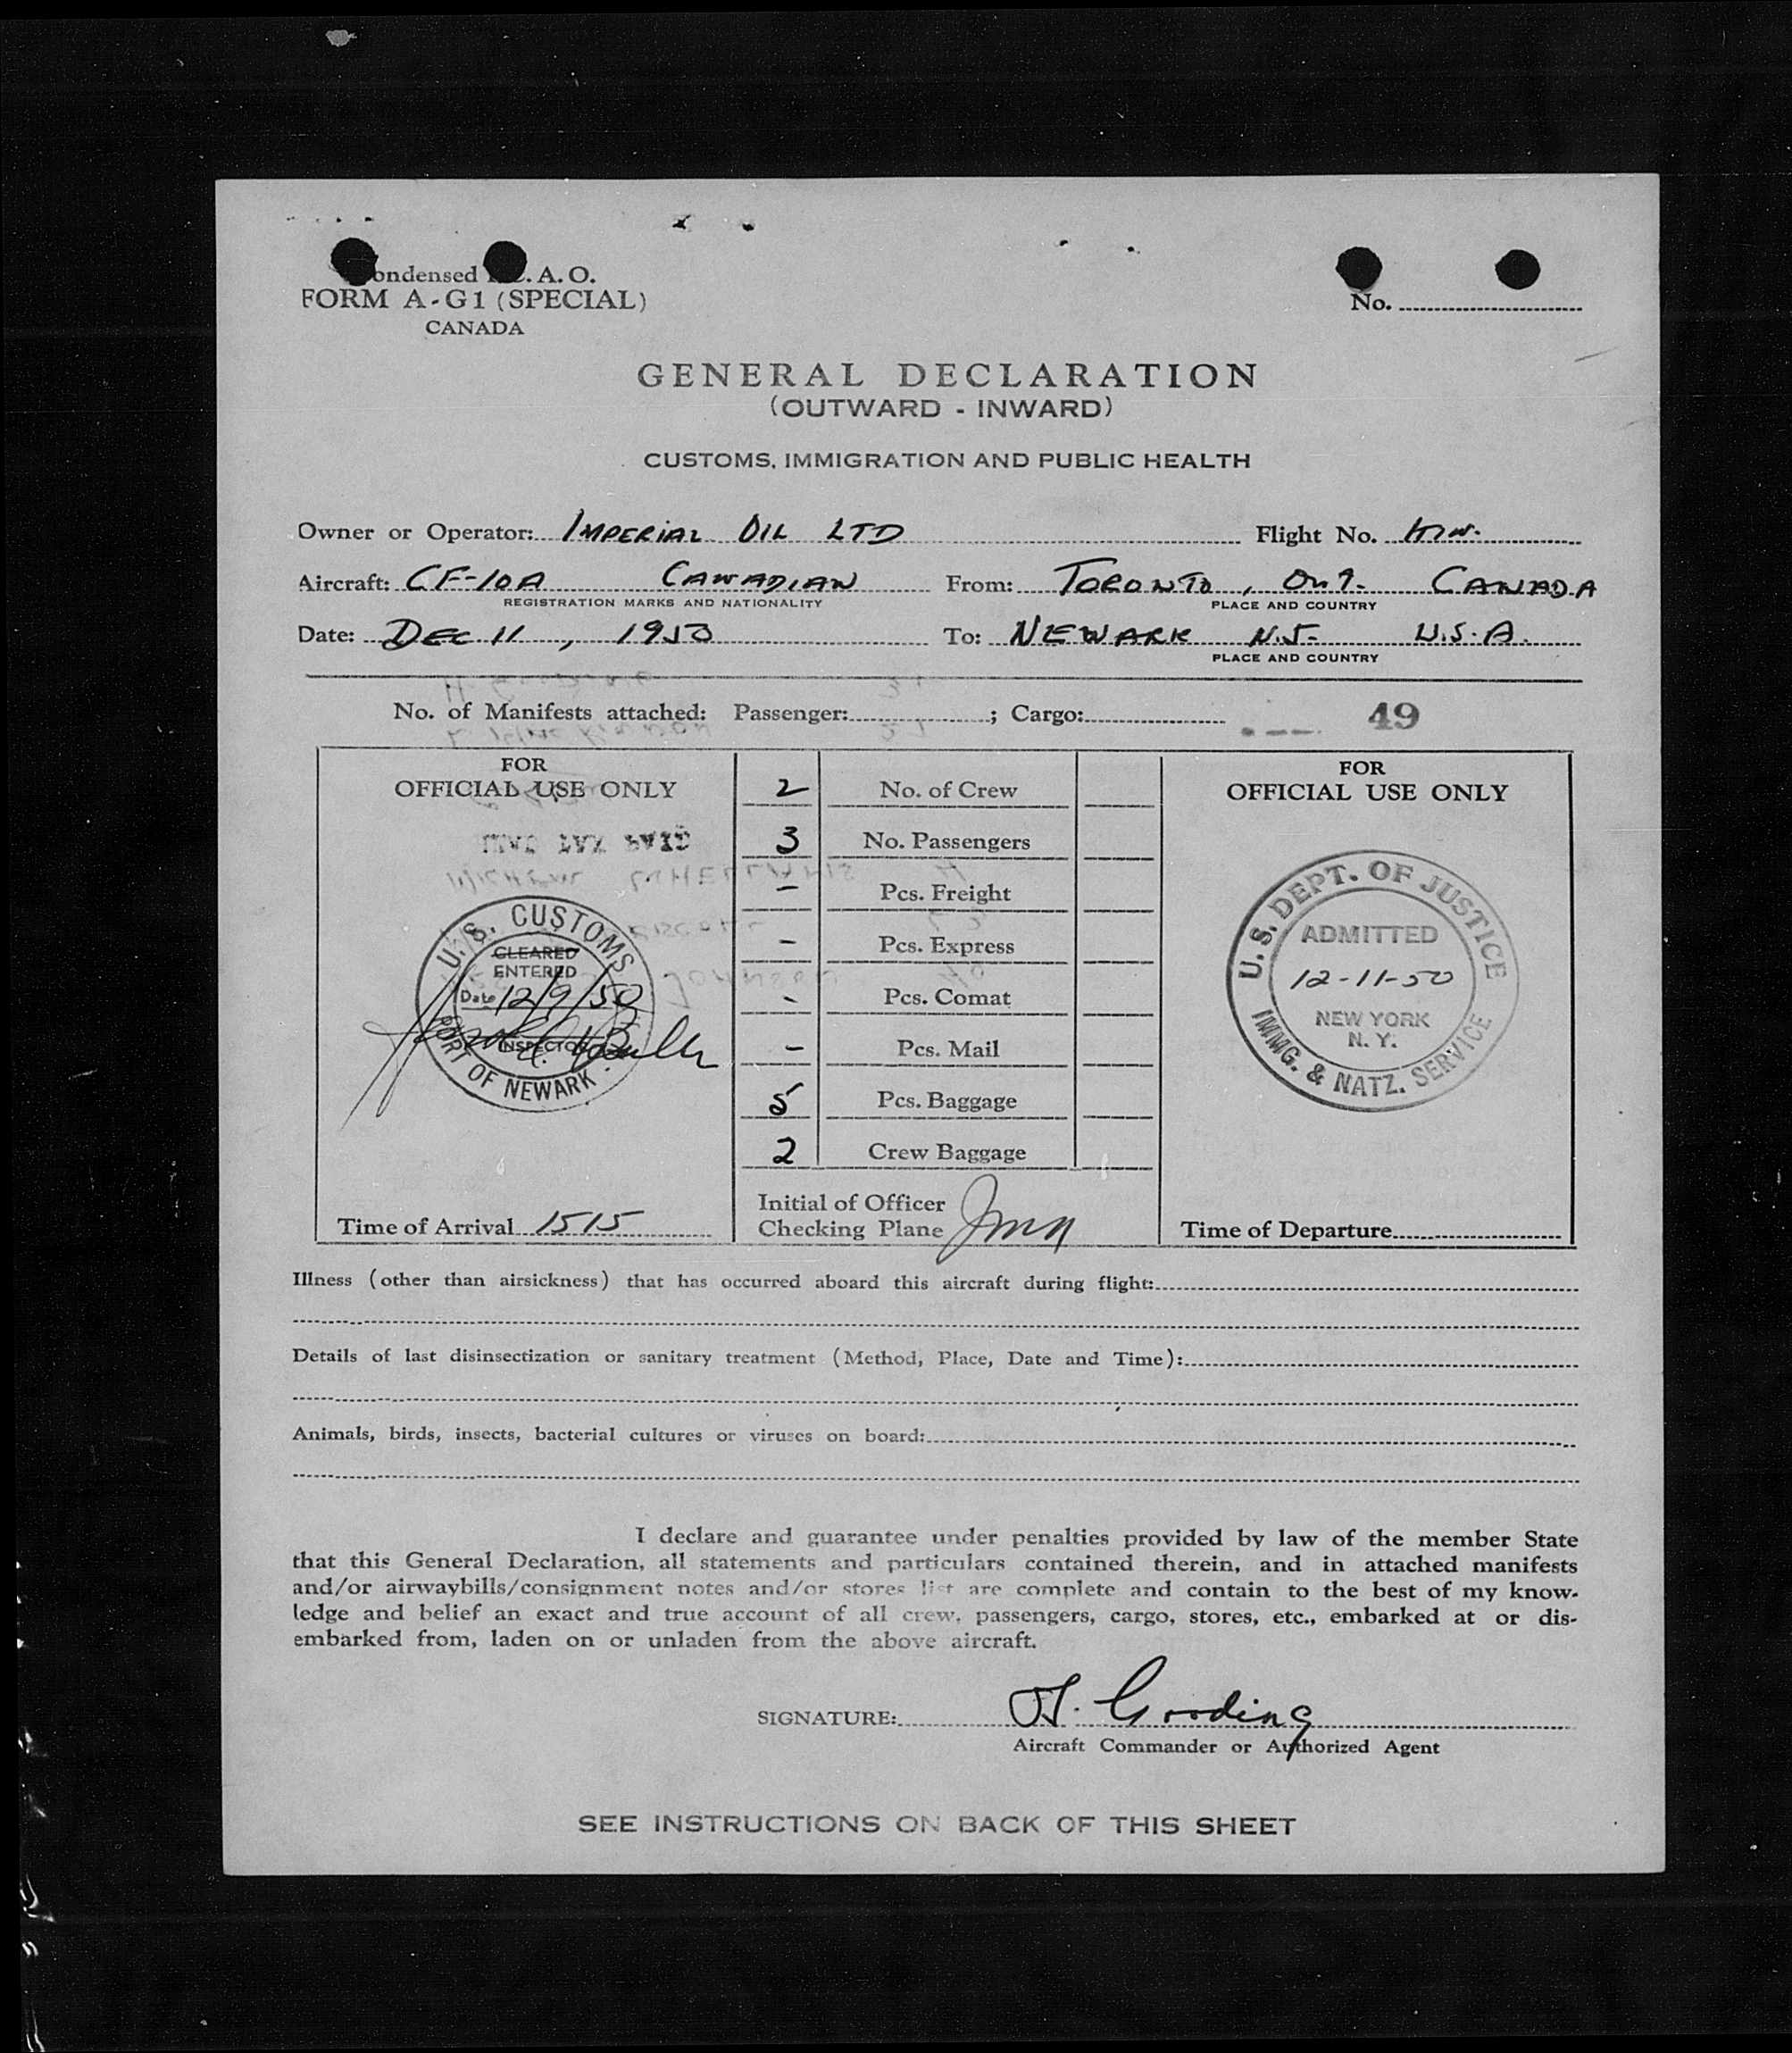 Condensed I.C.A.O.
FORM A-G1 (SPECIAL)
CANADA
No.
GENERAL DECLARATION
(OUTWARD - INWARD)
CUSTOMS, IMMIGRATION AND PUBLIC HEALTH
Owner or Operator: IMPERIAL OIL LTD Flight No.
Aircraft: CF-IOA CANADIAN From: TORONTO, Ont. CANADA
REGISTRATION MARKS AND NATIONALITY PLACE AND COUNTRY
Date: DEC 11, 1950 To: NEWARK N.J. U.S.A.
PLACE AND COUNTRY
No. of Manifests attached: Passenger: ; Cargo: 49
FOR
OFFICIAL USE ONLY
U.S. CUSTOMS
CLEARED
ENTERED
Date 12/9/50
INSPECTOR
PORT OF NEWARK
Time of Arrival 1515
2 No. of Crew
3 No. Passengers
- Pcs. Freight
- Pcs. Express
- Pcs. Comat
- Pcs. Mail
5 Pcs. Baggage
2 Crew Baggage
Initial of Officer
Checking Plane
FOR
OFFICIAL USE ONLY
U.S. DEPT. OF JUSTICE
ADMITTED
12-11-50
NEW YORK
N. Y.
IMMG. & NATZ. SERVICE
Time of Departure
Illness (other than airsickness) that has occurred aboard this aircraft during flight:
Details of last disinsectization or sanitary treatment (Method, Place, Date and Time):
Animals, birds, insects, bacterial cultures or viruses on board:
I declare and guarantee under penalties provided by law of the member State
that this General Declaration, all statements and particulars contained therein, and in attached manifests
and/or airwaybills/consignment notes and/or stores list are complete and contain to the best of my know-
ledge and belief an exact and true account of all crew, passengers, cargo, stores, etc., embarked at or dis-
embarked from, laden on or unladen from the above aircraft.
SIGNATURE: H. Gooding
Aircraft Commander or Authorized Agent
SEE INSTRUCTIONS ON BACK OF THIS SHEET